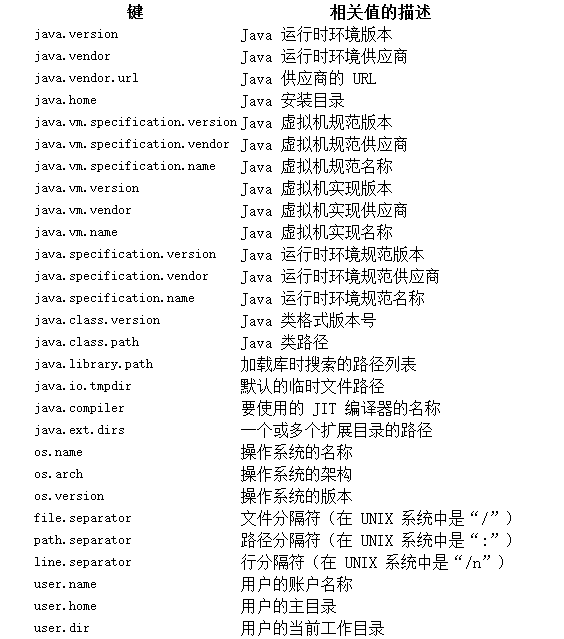 键 相关值的描述
java.version Java 运行时环境版本
java.vendor Java 运行时环境供应商
java.vendor.url Java 供应商的 URL
java.home Java 安装目录
java.vm.specification.version Java 虚拟机规范版本
java.vm.specification.vendor Java 虚拟机规范供应商
java.vm.specification.name Java 虚拟机规范名称
java.vm.version Java 虚拟机实现版本
java.vm.vendor Java 虚拟机实现供应商
java.vm.name Java 虚拟机实现名称
java.specification.version Java 运行时环境规范版本
java.specification.vendor Java 运行时环境规范供应商
java.specification.name Java 运行时环境规范名称
java.class.version Java 类格式版本号
java.class.path Java 类路径
java.library.path 加载库时搜索的路径列表
java.io.tmpdir 默认的临时文件路径
java.compiler 要使用的 JIT 编译器的名称
java.ext.dirs 一个或多个扩展目录的路径
os.name 操作系统的名称
os.arch 操作系统的架构
os.version 操作系统的版本
file.separator 文件分隔符（在 UNIX 系统中是“/”）
path.separator 路径分隔符（在 UNIX 系统中是“:”）
line.separator 行分隔符（在 UNIX 系统中是“/n”）
user.name 用户的账户名称
user.home 用户的主目录
user.dir 用户的当前工作目录